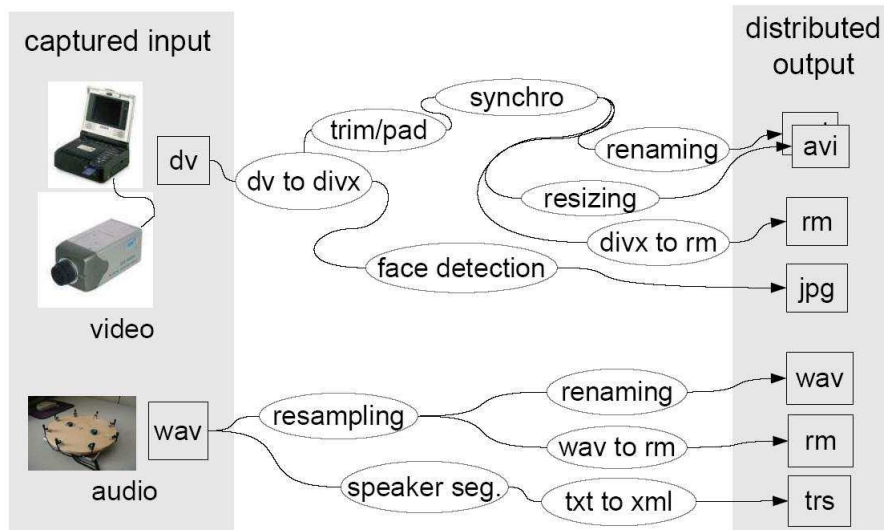 captured input
distributed
output
synchro
trim/pad
renaming
avi
dv
dv to divx
resizing
divx to rm
rm
face detection
jpg
video
renaming
wav
wav
resampling
wav to rm
rm
audio
speaker seg.
txt to xml
trs